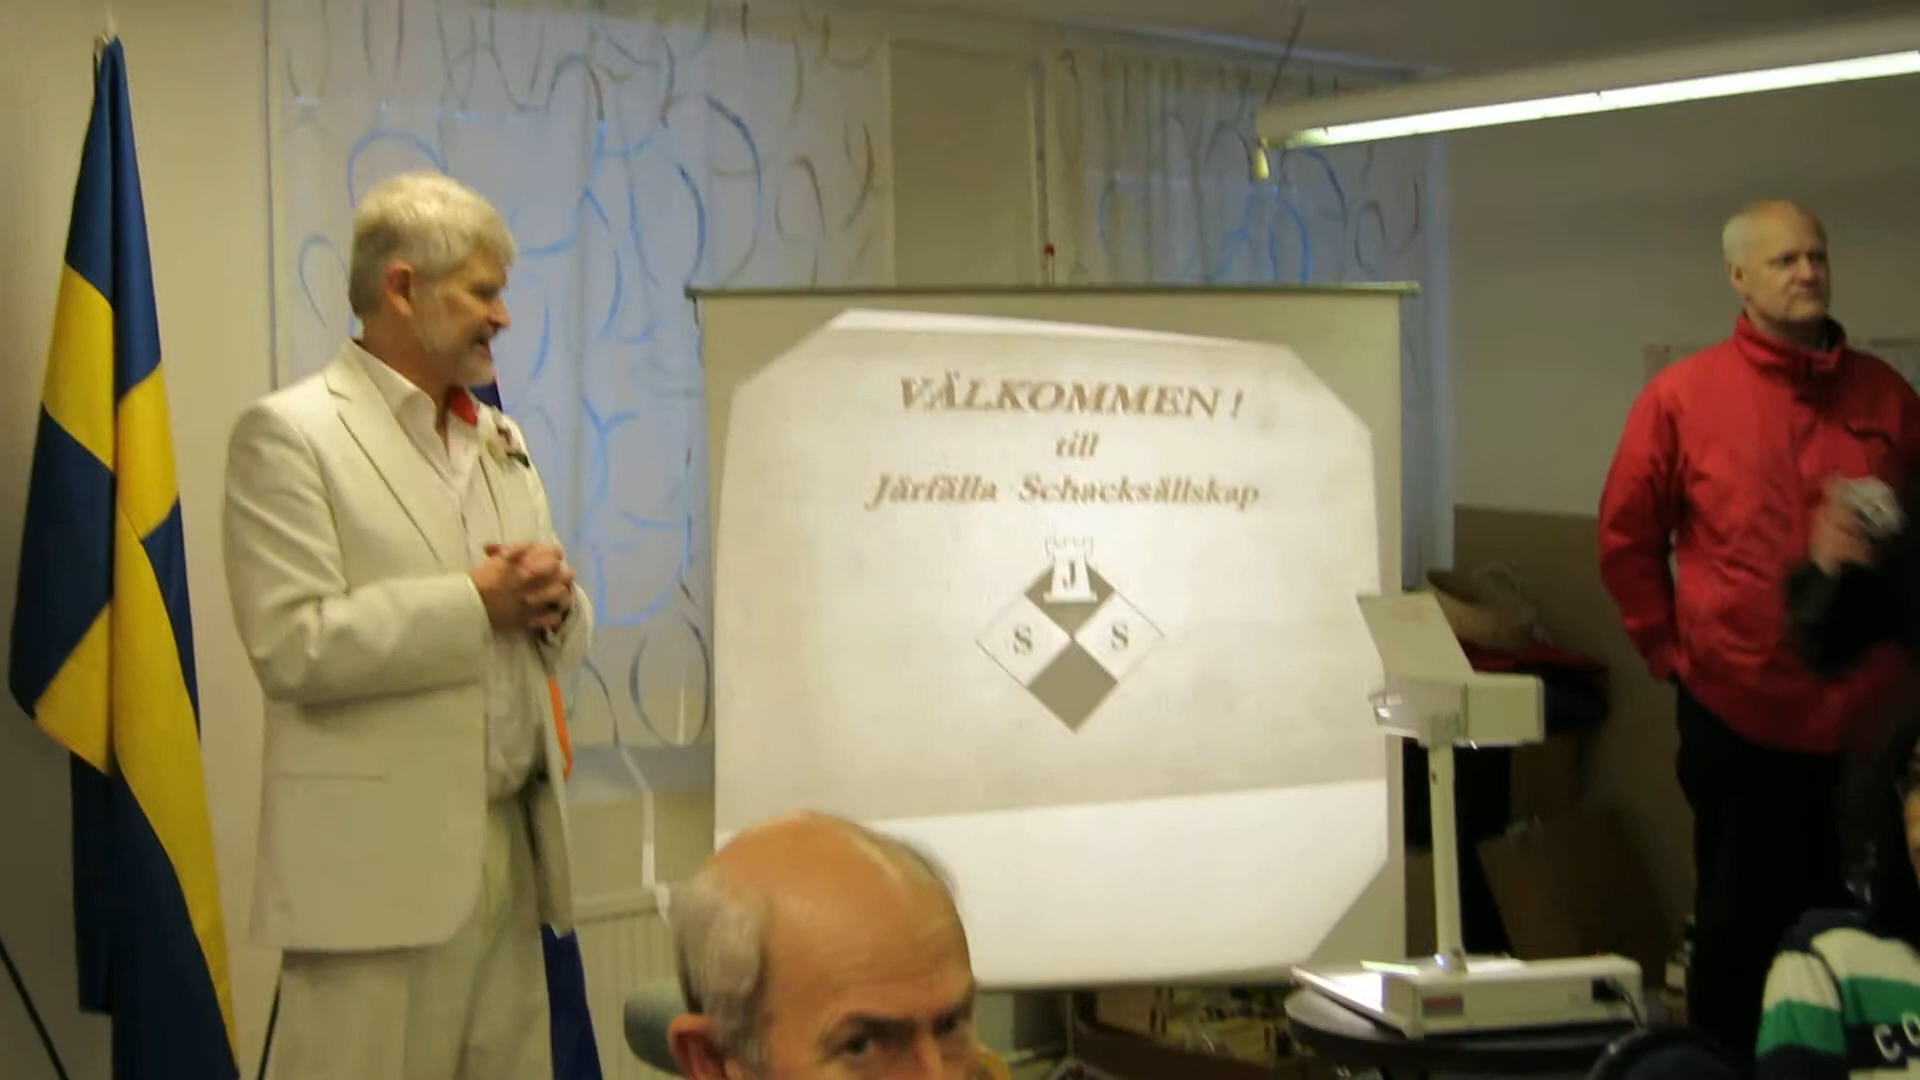 VÄLKOMMEN!
till
Järfälla Schacksällskap
J
S S